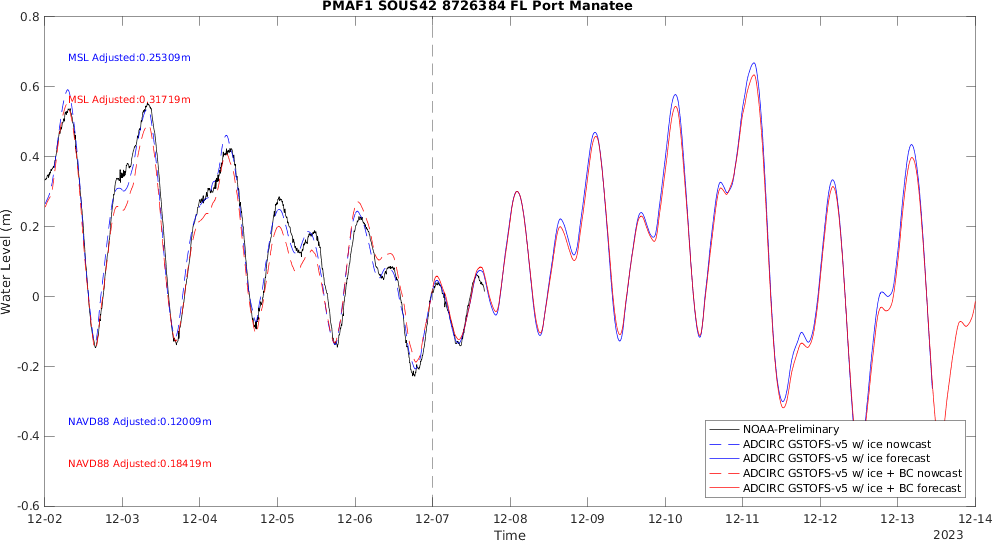 PMAF1 SOUS42 8726384 FL Port Manatee
Water Level (m)
0.8
0.6
0.4
0.2
0
-0.2
-0.4
-0.6
MSL Adjusted:0.25309m
MSL Adjusted:0.31719m
NAVD88 Adjusted:0.12009m
NAVD88 Adjusted:0.18419m
NOAA-Preliminary
ADCIRC GSTOFS-v5 w/ ice nowcast
ADCIRC GSTOFS-v5 w/ ice forecast
ADCIRC GSTOFS-v5 w/ ice + BC nowcast
ADCIRC GSTOFS-v5 w/ ice + BC forecast
12-02 12-03 12-04 12-05 12-06 12-07 12-08 12-09 12-10 12-11 12-12 12-13 12-14
Time
2023